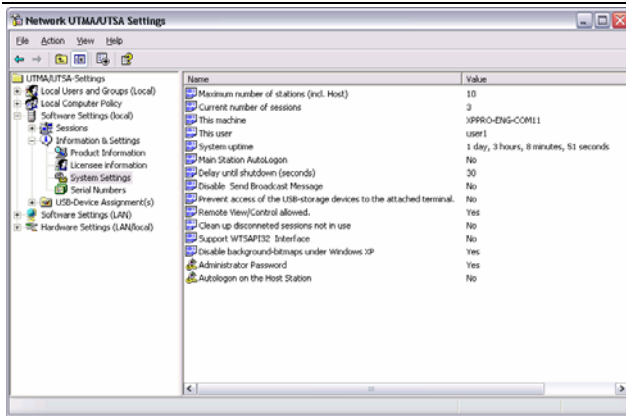 Network UTMA/UTSA Settings
File Action View Help
UTMA/UTSA-Settings
Local Users and Groups (Local)
Local Computer Policy
Software Settings (local)
Sessions
Information & Settings
Product Information
Licensee information
System Settings
Serial Numbers
USB-Device Assignment(s)
Software Settings (LAN)
Hardware Settings (LAN/local)
Name Value
Maximum number of stations (incl. Host) 10
Current number of sessions 3
This machine XPPRO-ENG-COM11
This user user1
System uptime 1 day, 3 hours, 8 minutes, 51 seconds
Main Station AutoLogon No
Delay until shutdown (seconds) 30
Disable Send Broadcast Message No
Prevent access of the USB-storage devices to the attached terminal. No
Remote View/Control allowed. Yes
Clean up disconneted sessions not in use No
Support WTSAPI32 Interface No
Disable background-bitmaps under Windows XP Yes
Administrator Password Yes
Autologon on the Host Station No